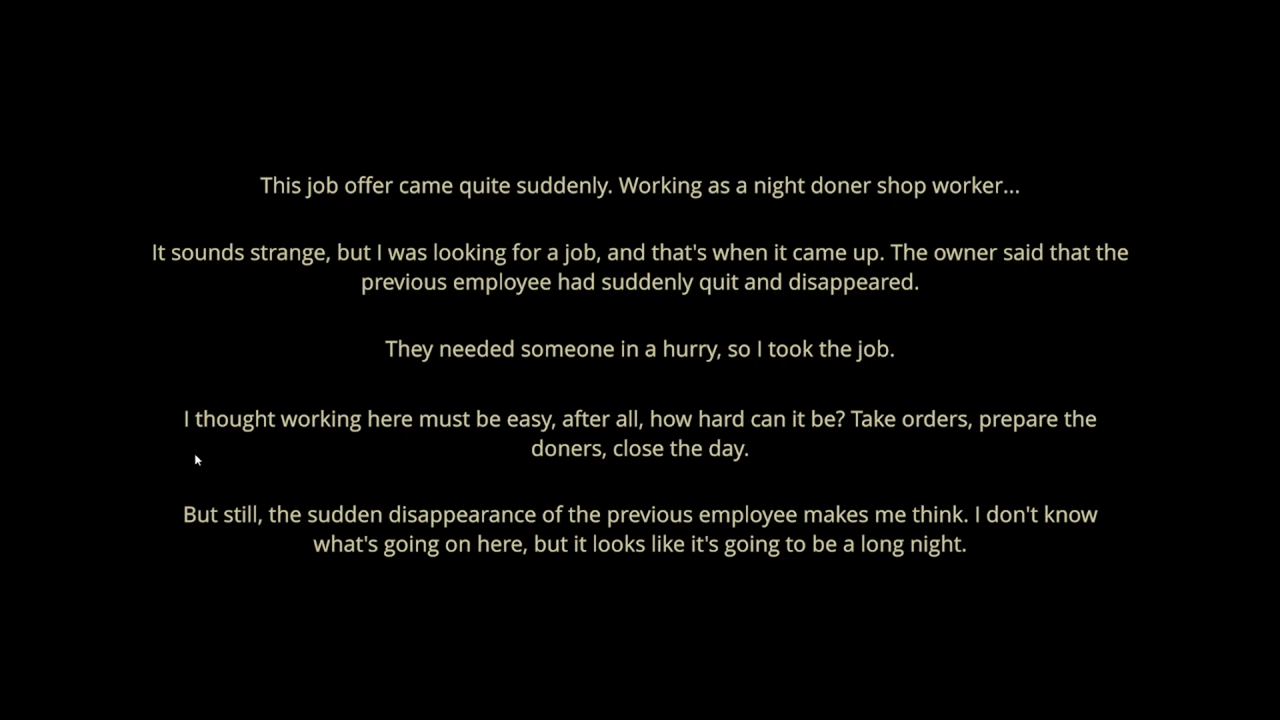 This job offer came quite suddenly. Working as a night doner shop worker...
It sounds strange, but I was looking for a job, and that's when it came up. The owner said that the
previous employee had suddenly quit and disappeared.
They needed someone in a hurry, so I took the job.
I thought working here must be easy, after all, how hard can it be? Take orders, prepare the
doners, close the day.
But still, the sudden disappearance of the previous employee makes me think. I don't know
what's going on here, but it looks like it's going to be a long night.